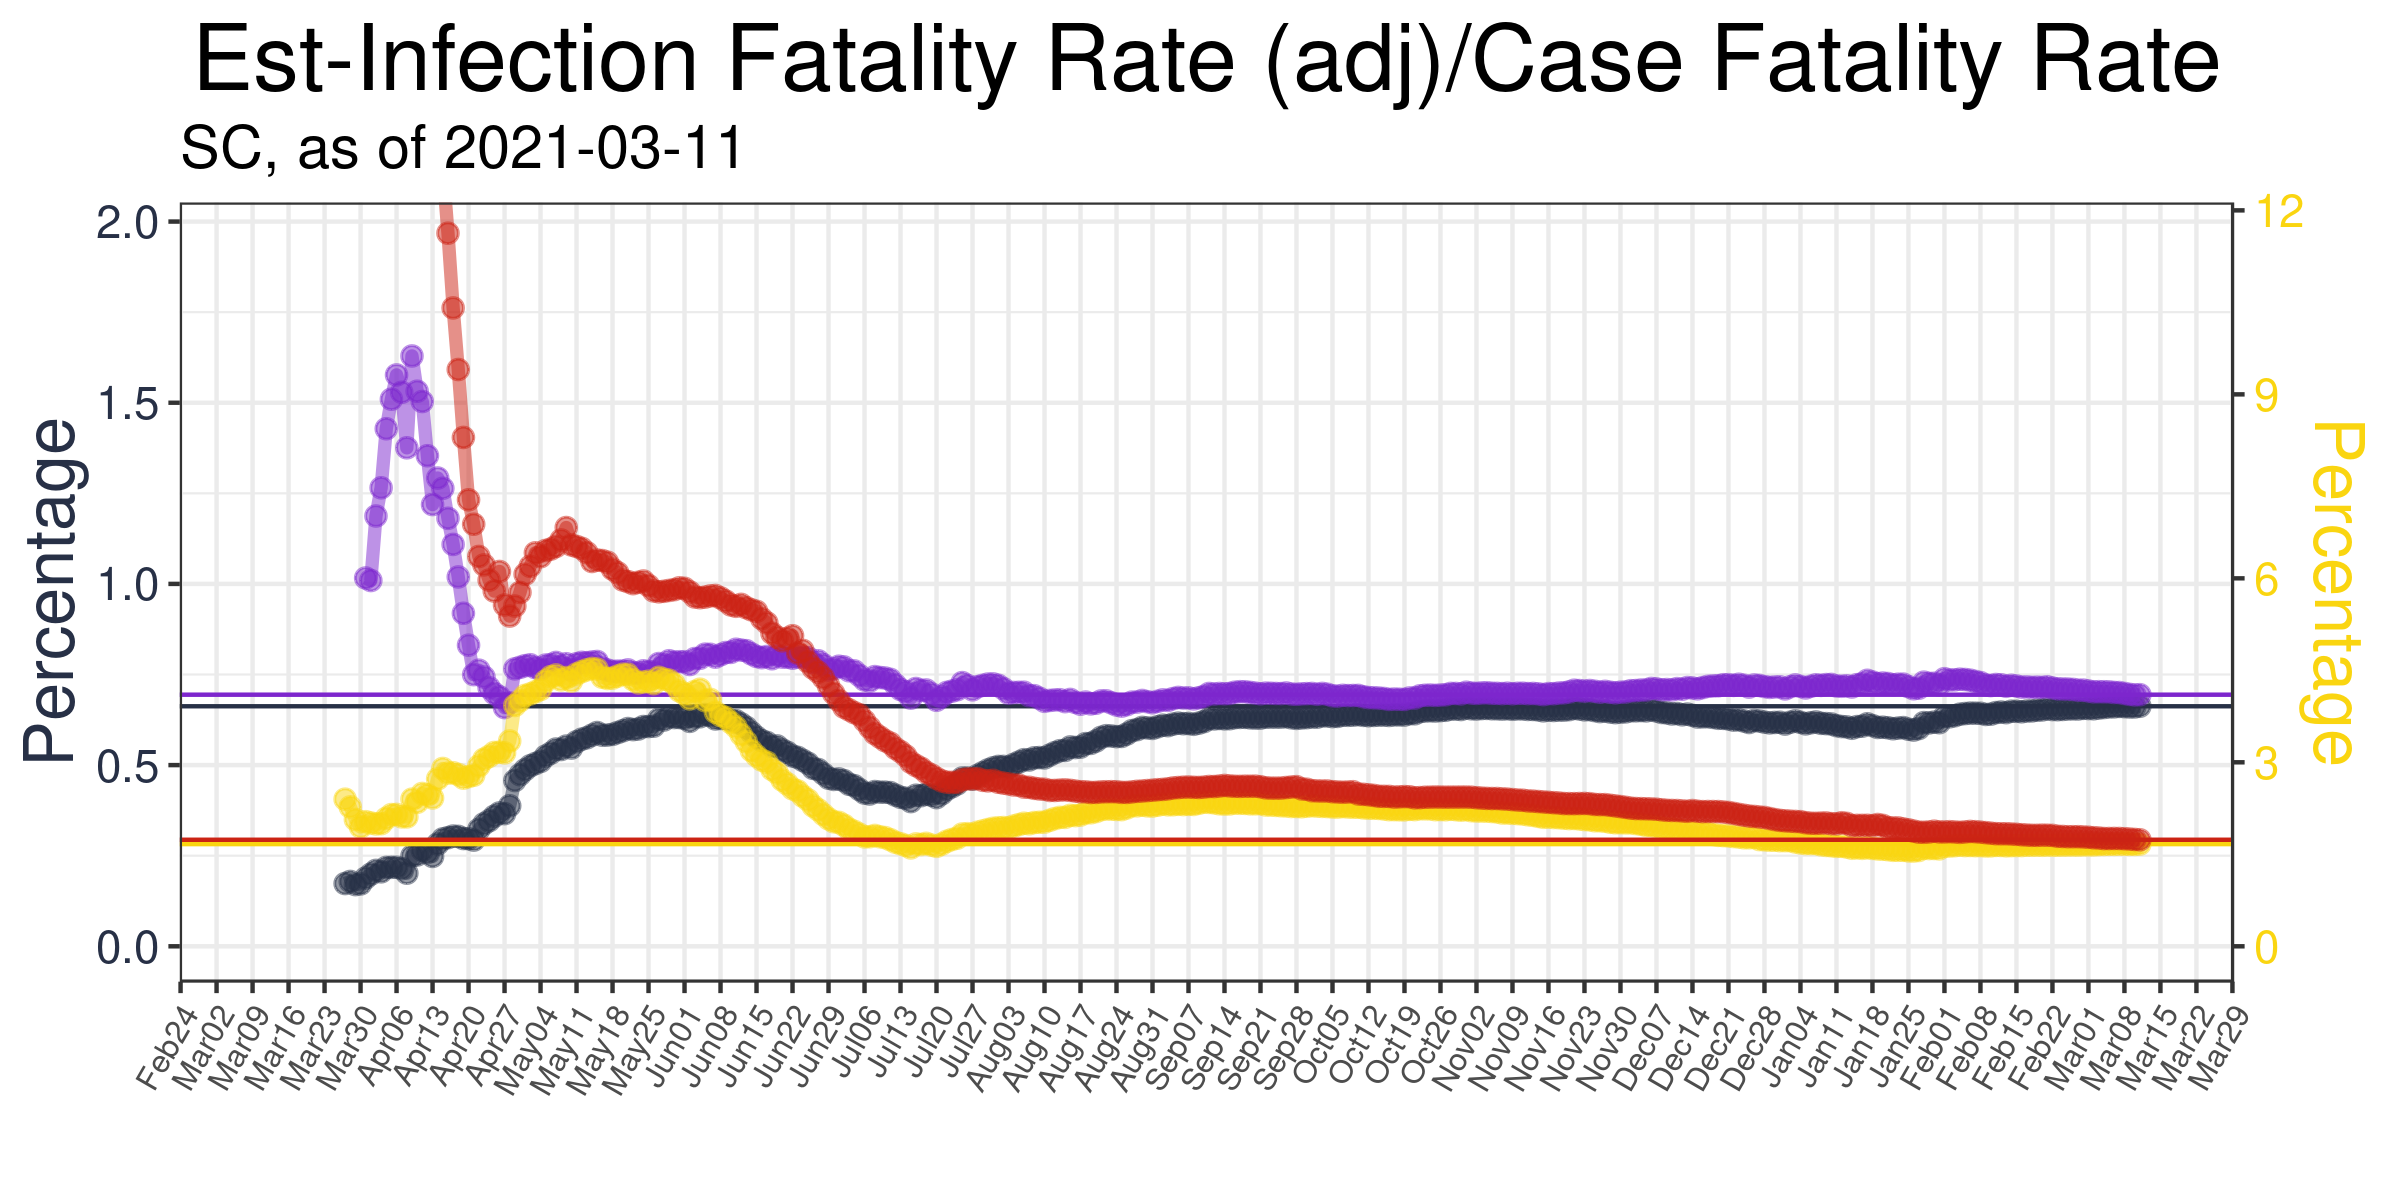 Est-Infection Fatality Rate (adj)/Case Fatality Rate
SC, as of 2021-03-11
Percentage
2.0
1.5
1.0
0.5
0.0
12
9
6
3
0
Percentage
Feb24
Mar02
Mar09
Mar16
Mar23
Mar30
Apr06
Apr13
Apr20
Apr27
May04
May11
May18
May25
Jun01
Jun08
Jun15
Jun22
Jun29
Jul06
Jul13
Jul20
Jul27
Aug03
Aug10
Aug17
Aug24
Aug31
Sep07
Sep14
Sep21
Sep28
Oct05
Oct12
Oct19
Oct26
Nov02
Nov09
Nov16
Nov23
Nov30
Dec07
Dec14
Dec21
Dec28
Jan04
Jan11
Jan18
Jan25
Feb01
Feb08
Feb15
Feb22
Mar01
Mar08
Mar15
Mar22
Mar29